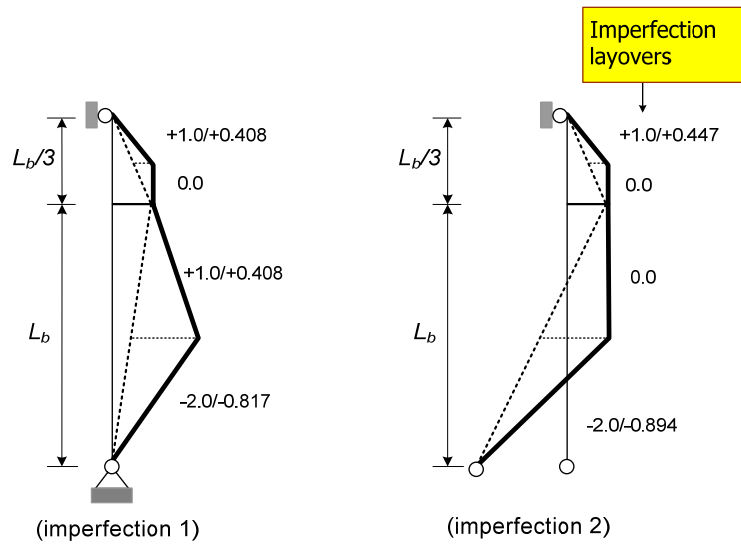 Imperfection
layovers
+1.0/+0.408
L_b/3
0.0
+1.0/+0.408
L_b
-2.0/-0.817
(imperfection 1)
+1.0/+0.447
L_b/3
0.0
0.0
L_b
-2.0/-0.894
(imperfection 2)